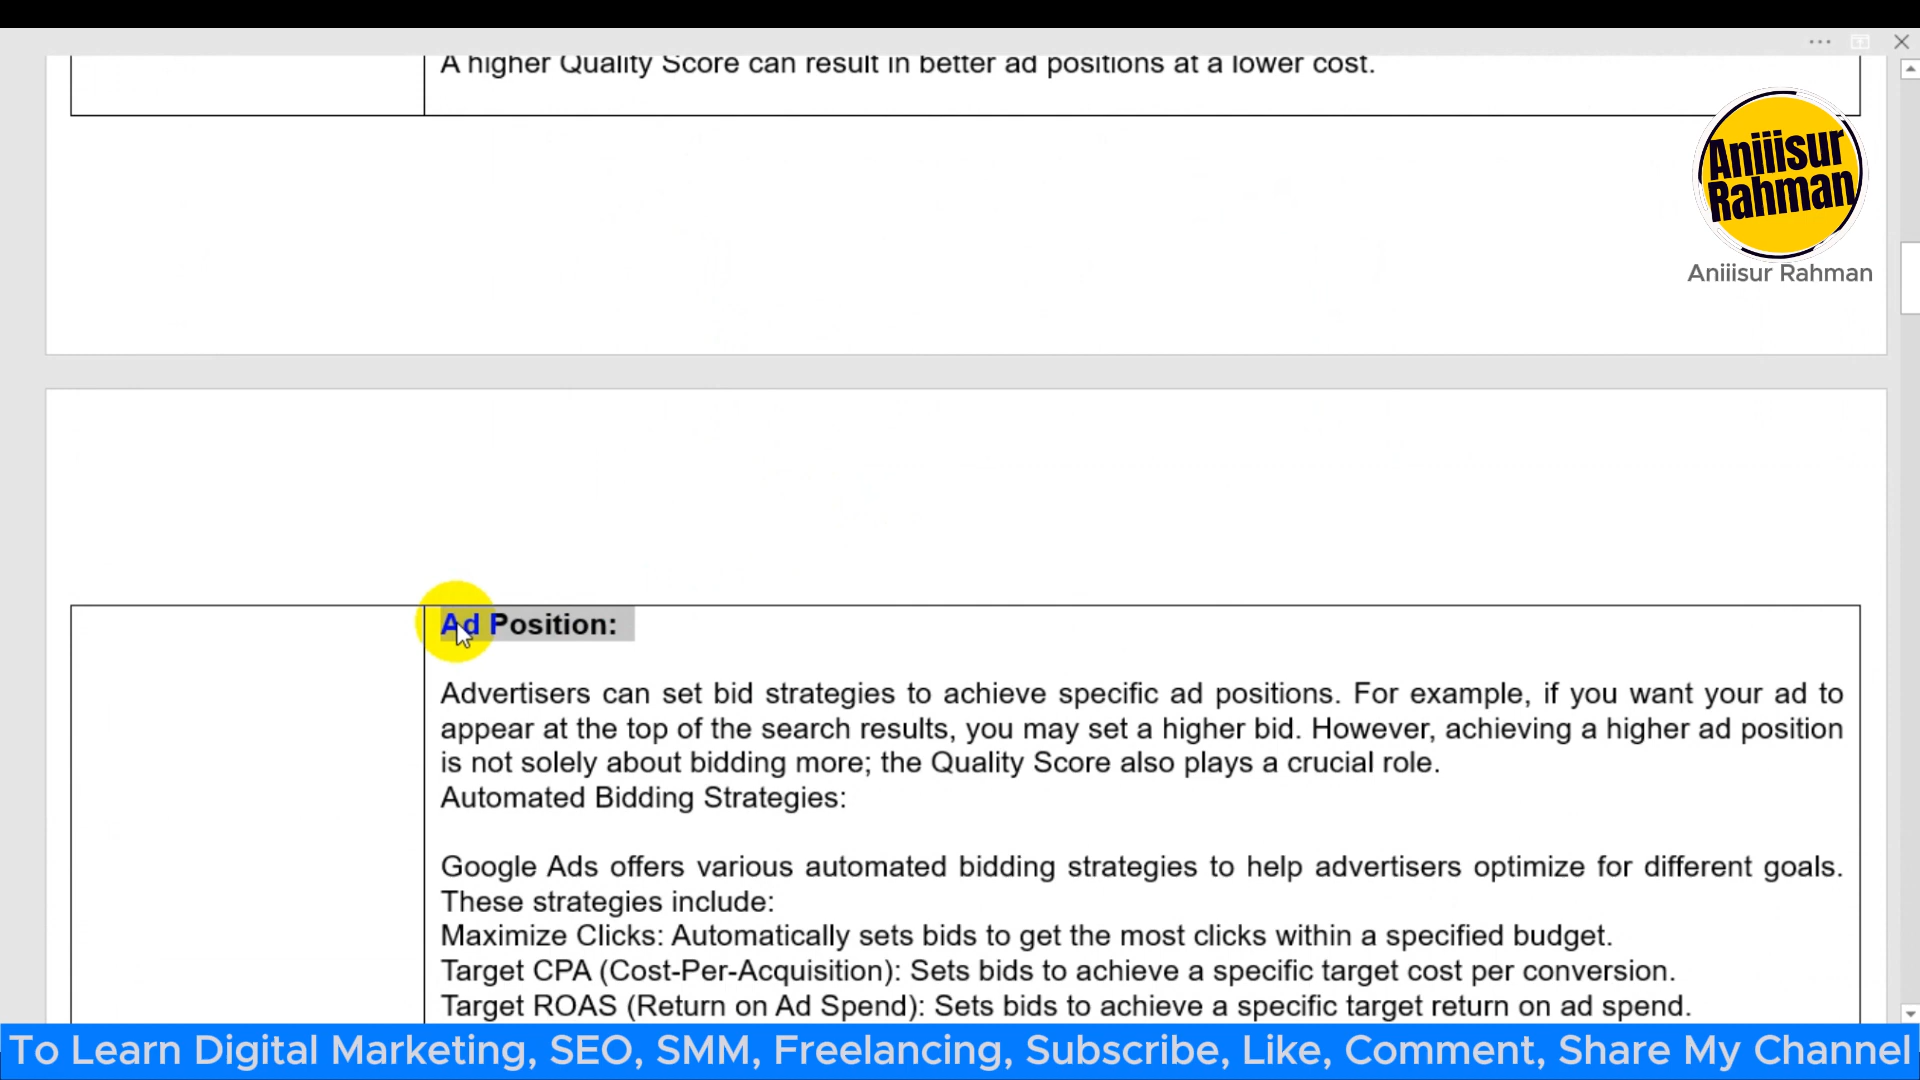 A higher Quality Score can result in better ad positions at a lower cost.
Aniiisur
Rahman
Aniiisur Rahman
Ad Position:
Advertisers can set bid strategies to achieve specific ad positions. For example, if you want your ad to
appear at the top of the search results, you may set a higher bid. However, achieving a higher ad position
is not solely about bidding more; the Quality Score also plays a crucial role.
Automated Bidding Strategies:
Google Ads offers various automated bidding strategies to help advertisers optimize for different goals.
These strategies include:
Maximize Clicks: Automatically sets bids to get the most clicks within a specified budget.
Target CPA (Cost-Per-Acquisition): Sets bids to achieve a specific target cost per conversion.
Target ROAS (Return on Ad Spend): Sets bids to achieve a specific target return on ad spend.
To Learn Digital Marketing, SEO, SMM, Freelancing, Subscribe, Like, Comment, Share My Channel